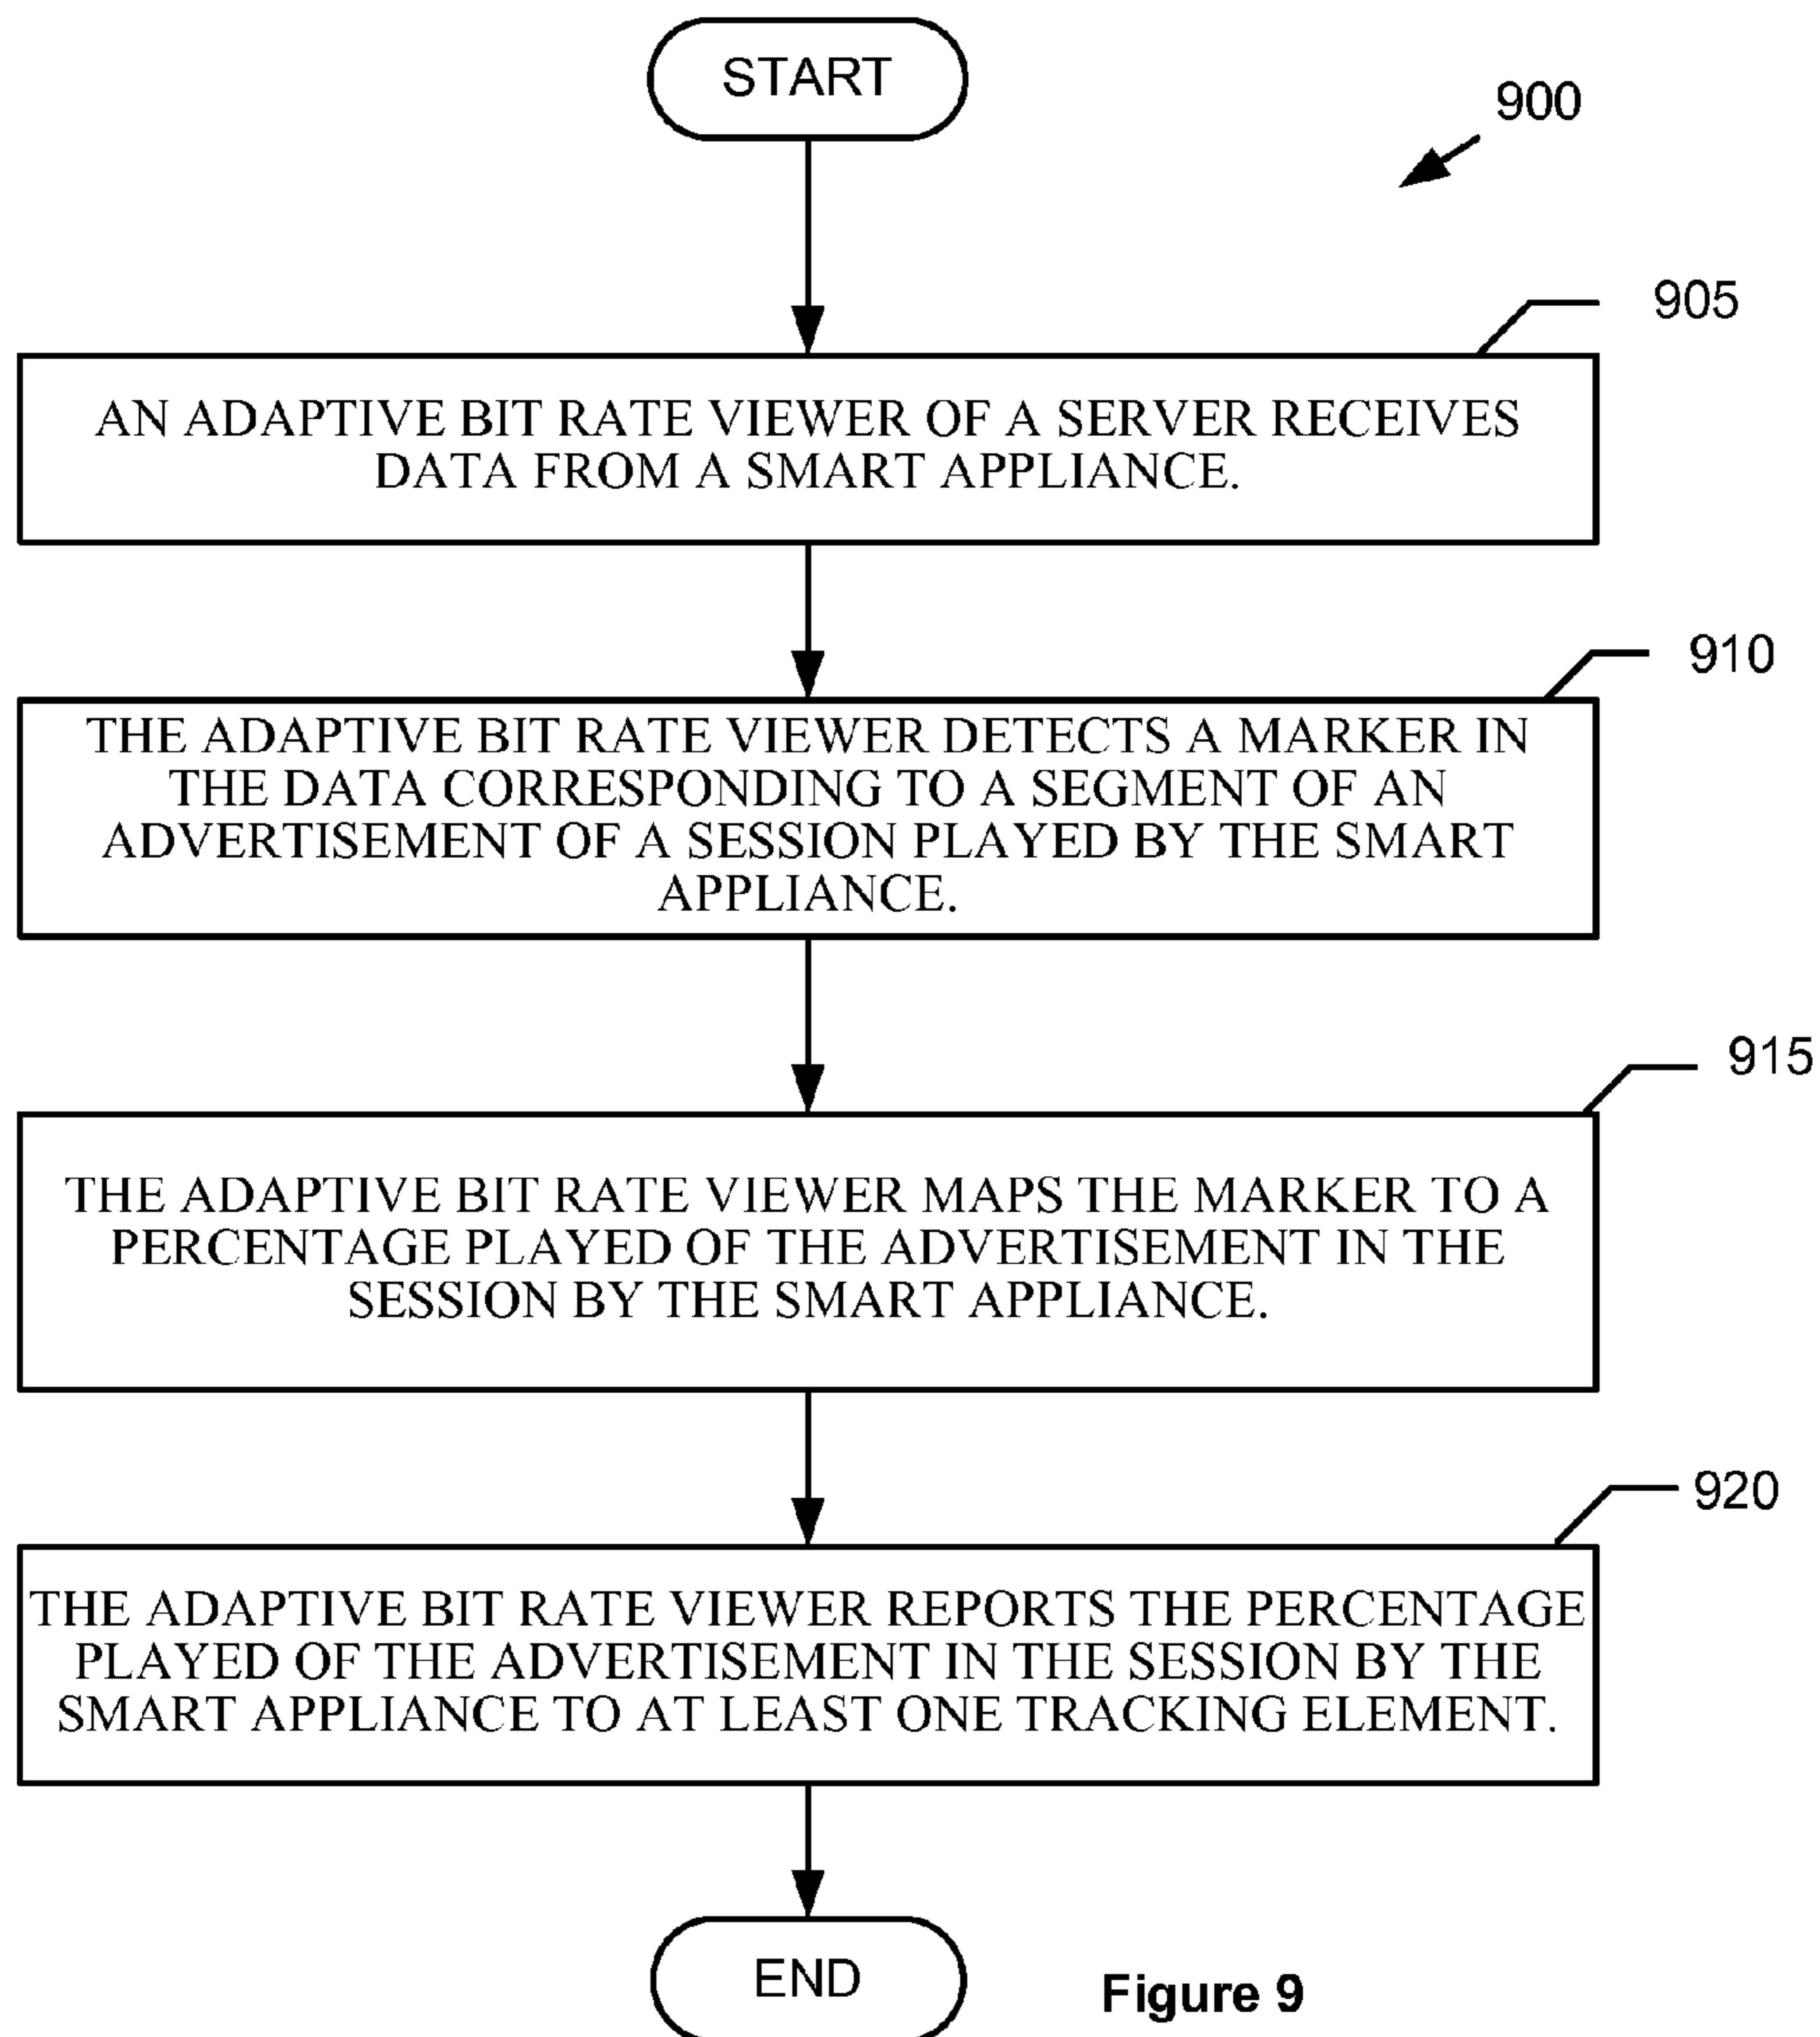 START
900
905
AN ADAPTIVE BIT RATE VIEWER OF A SERVER RECEIVES
DATA FROM A SMART APPLIANCE.
910
THE ADAPTIVE BIT RATE VIEWER DETECTS A MARKER IN
THE DATA CORRESPONDING TO A SEGMENT OF AN
ADVERTISEMENT OF A SESSION PLAYED BY THE SMART
APPLIANCE.
915
THE ADAPTIVE BIT RATE VIEWER MAPS THE MARKER TO A
PERCENTAGE PLAYED OF THE ADVERTISEMENT IN THE
SESSION BY THE SMART APPLIANCE.
920
THE ADAPTIVE BIT RATE VIEWER REPORTS THE PERCENTAGE
PLAYED OF THE ADVERTISEMENT IN THE SESSION BY THE
SMART APPLIANCE TO AT LEAST ONE TRACKING ELEMENT.
END
Figure 9